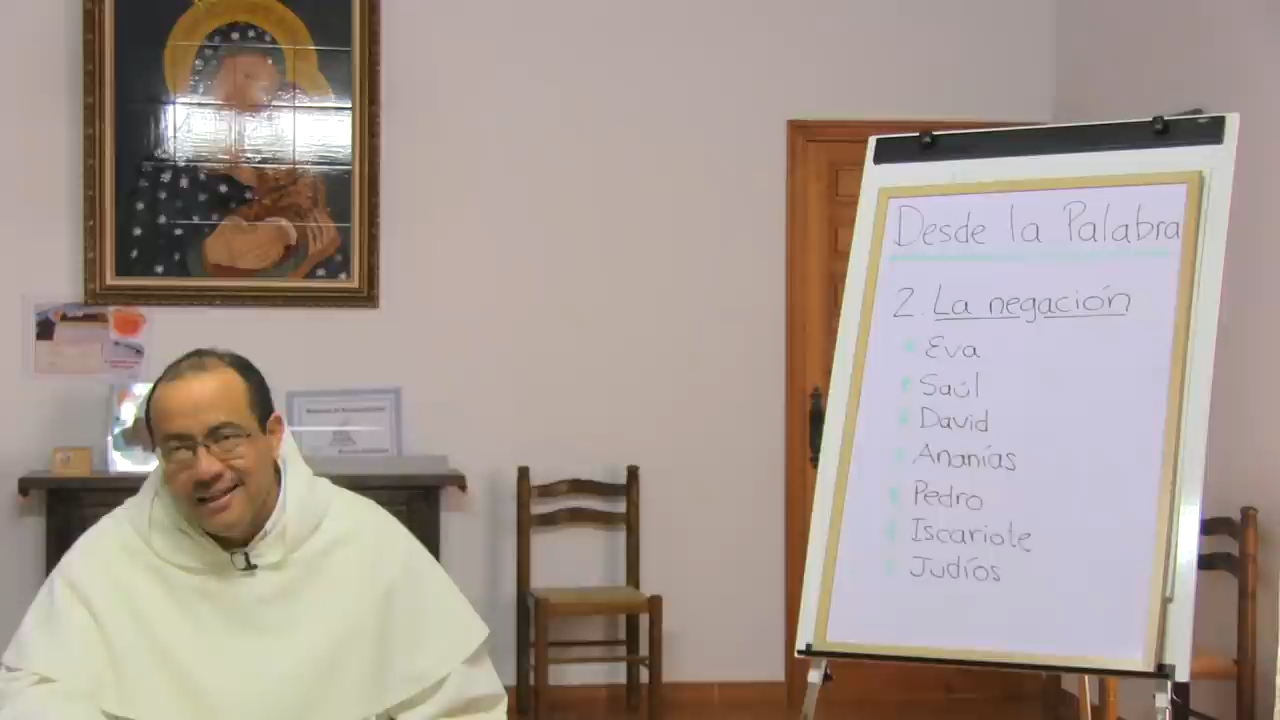 Desde la Palabra
2. La negación
Eva
Saúl
David
Ananías
Pedro
Iscariote
Judíos